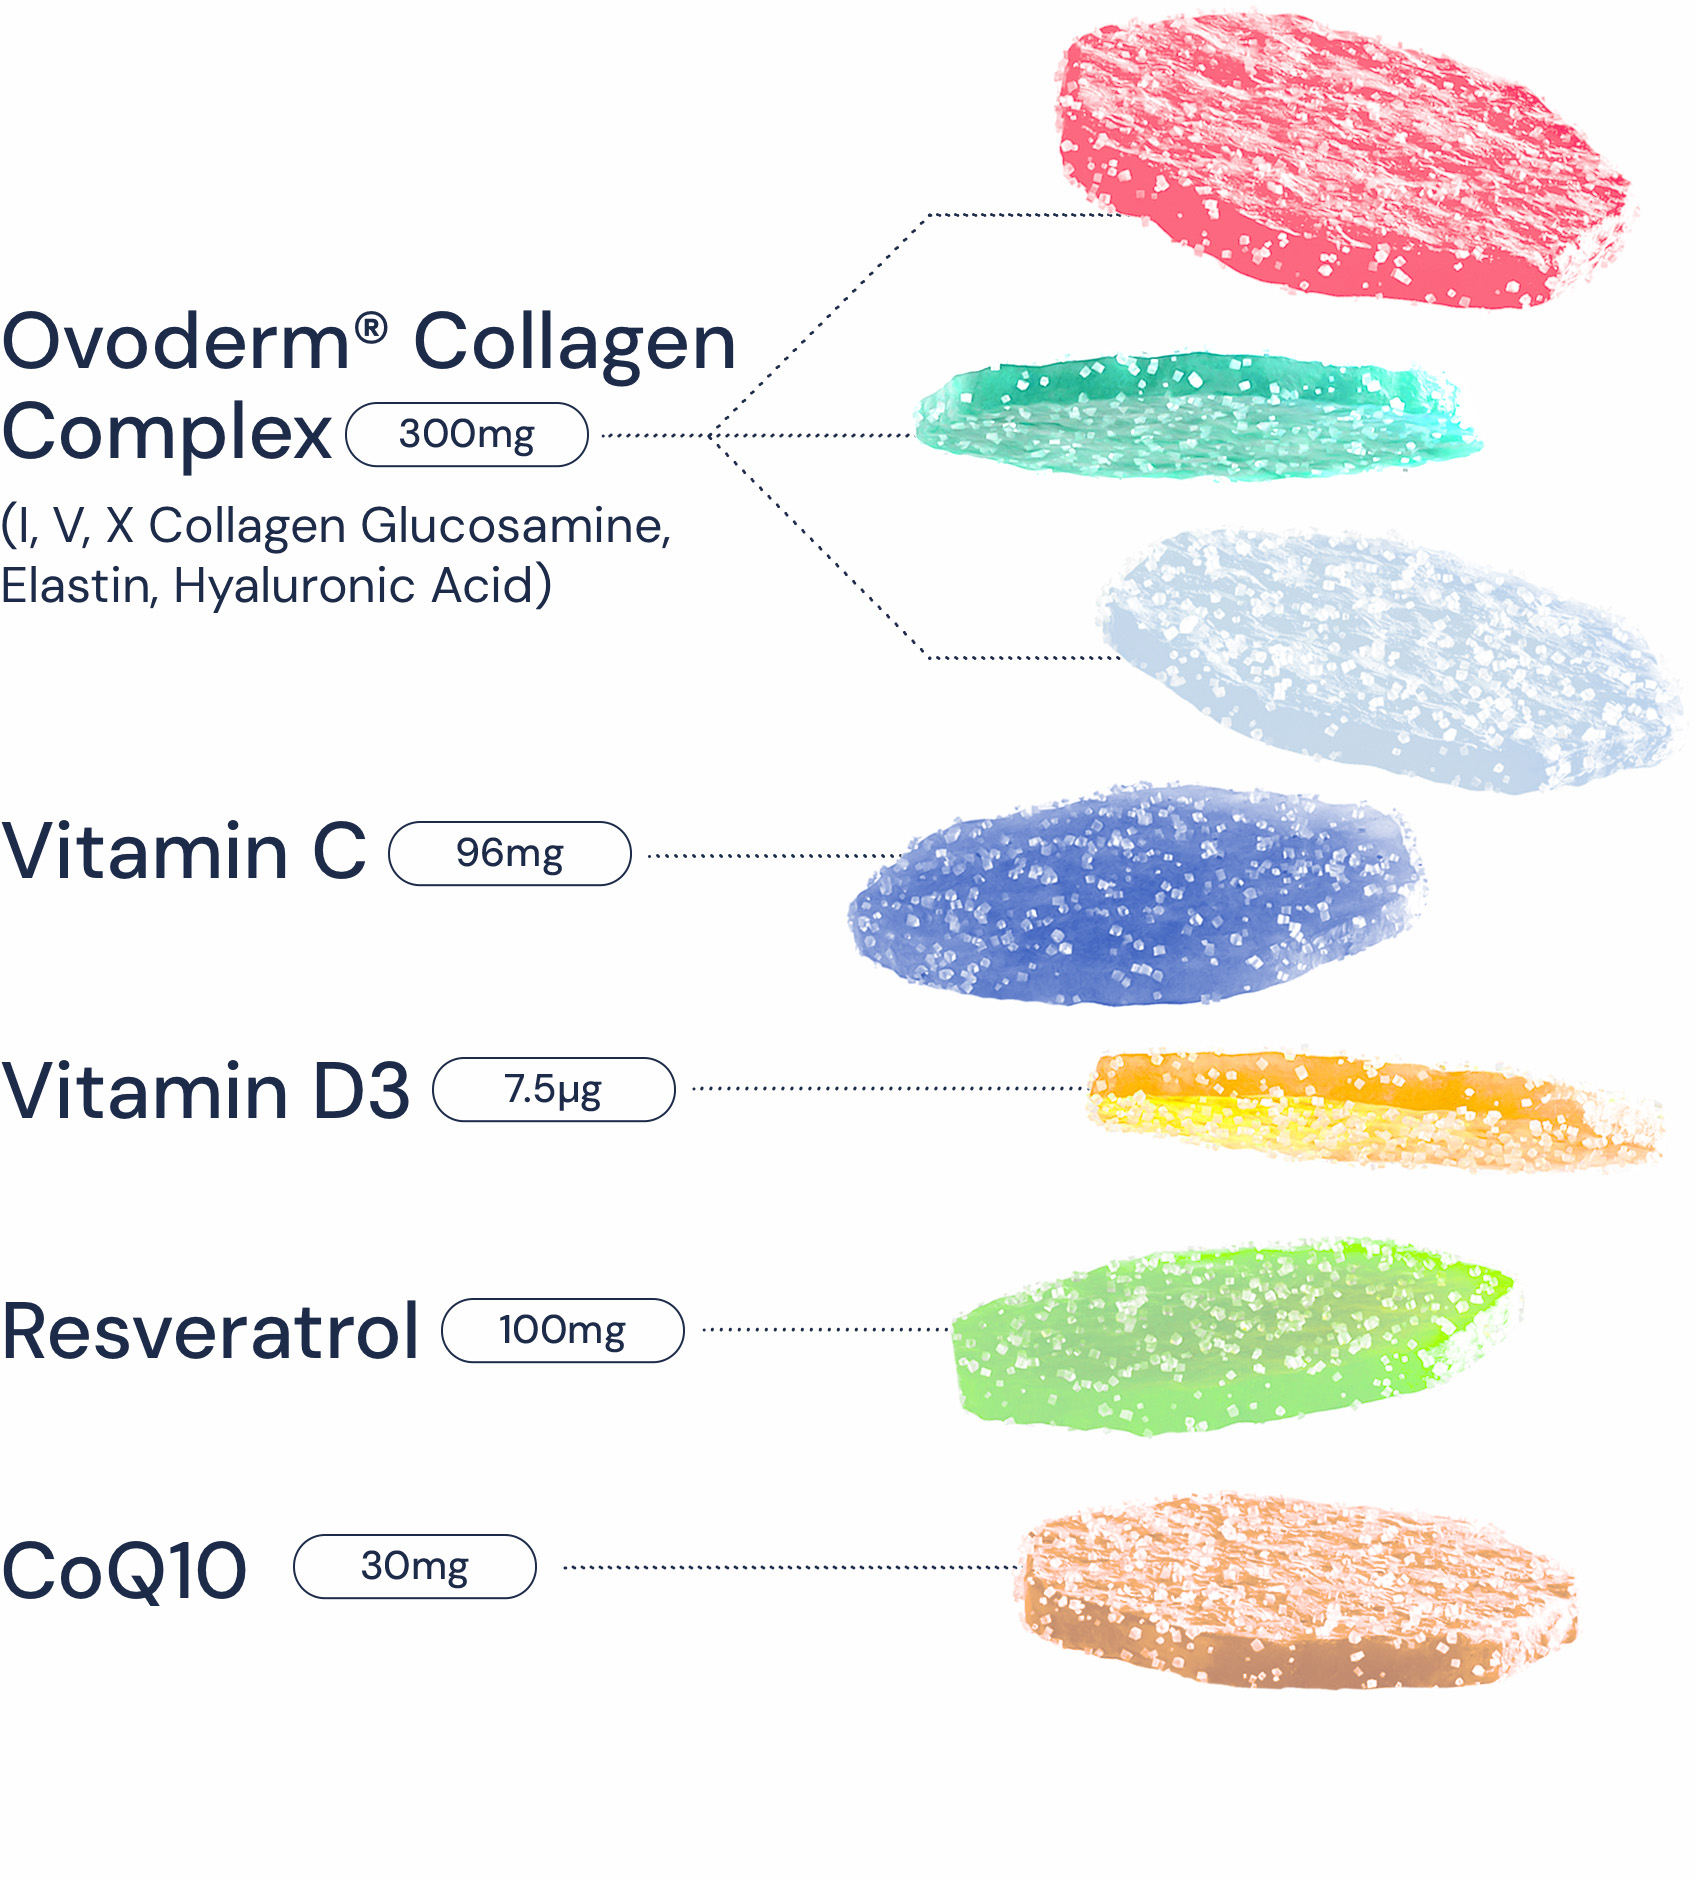 Ovoderm® Collagen
Complex 300mg
(I, V, X Collagen Glucosamine,
Elastin, Hyaluronic Acid)
Vitamin C 96mg
Vitamin D3 7.5µg
Resveratrol 100mg
CoQ10 30mg